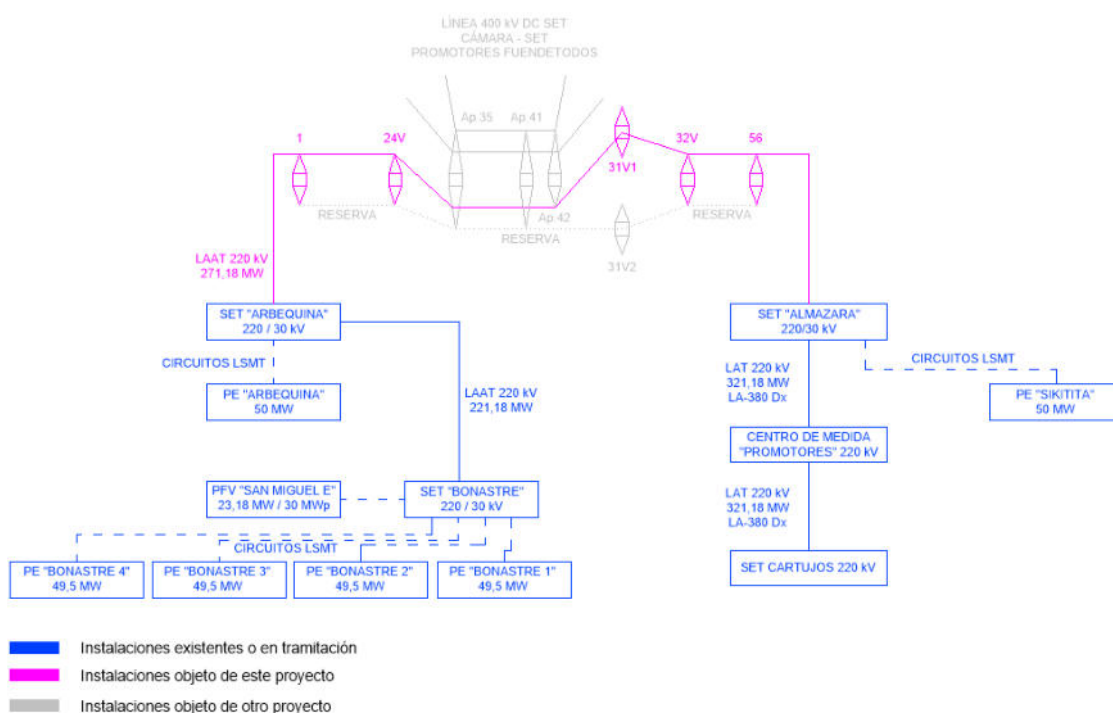 LÍNEA 400 kV DC SET
CÁMARA - SET
PROMOTORES FUENDETODOS
Ap.35
Ap.41
1
24V
31V1
32V
56
RESERVA
Ap.42
RESERVA
RESERVA
31V2
LAAT 220 kV
271,18 MW
SET "ARBEQUINA"
220 / 30 kV
SET "ALMAZARA"
220/30 kV
CIRCUITOS LSMT
CIRCUITOS LSMT
PE "ARBEQUINA"
50 MW
LAAT 220 kV
221,18 MW
LAT 220 kV
321,18 MW
LA-380 Dx
PE "SIKITITA"
50 MW
CENTRO DE MEDIDA
"PROMOTORES" 220 kV
PFV "SAN MIGUEL E"
23,18 MW / 30 MWp
SET "BONASTRE"
220 / 30 kV
LAT 220 kV
321,18 MW
LA-380 Dx
CIRCUITOS LSMT
PE "BONASTRE 4"
49,5 MW
PE "BONASTRE 3"
49,5 MW
PE "BONASTRE 2"
49,5 MW
PE "BONASTRE 1"
49,5 MW
SET CARTUJOS 220 kV
Instalaciones existentes o en tramitación
Instalaciones objeto de este proyecto
Instalaciones objeto de otro proyecto